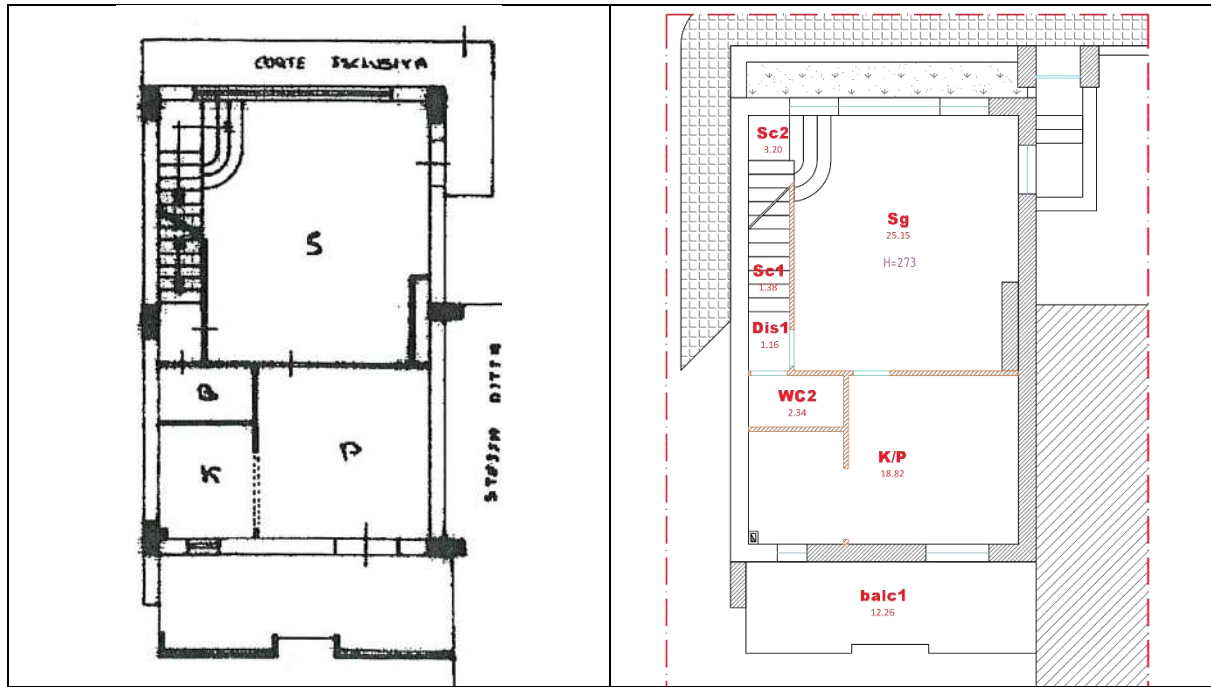 CORTE ESCLUSIVA
S
B
K
P
STESSA DITTA
Sc2
3.20
Sg
25.15
H=273
Sc1
1.38
Dis1
1.16
WC2
2.34
K/P
18.82
balc1
12.26